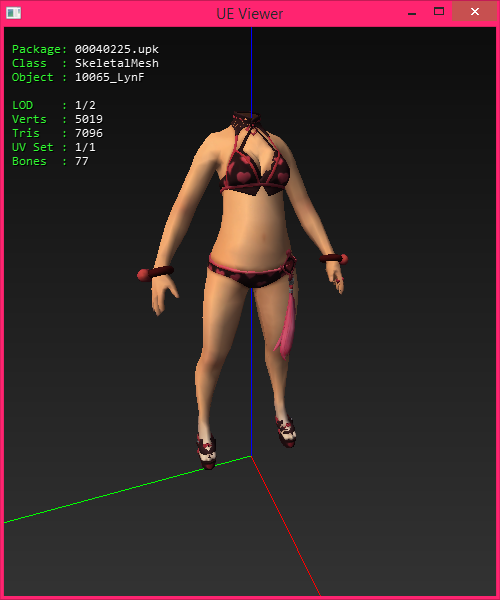 UE Viewer
Package: 00040225.upk
Class  : SkeletalMesh
Object : 10065_LynF
LOD    : 1/2
Verts  : 5019
Tris   : 7096
UV Set : 1/1
Bones  : 77